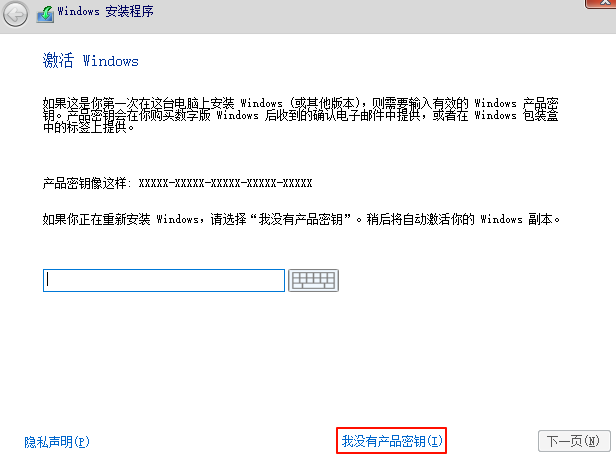 Windows 安装程序
激活 Windows
如果这是你第一次在这台电脑上安装 Windows (或其他版本)，则需要输入有效的 Windows 产品密
钥。产品密钥会在你购买数字版 Windows 后收到的确认电子邮件中提供，或者在 Windows 包装盒
中的标签上提供。
产品密钥像这样: XXXXX-XXXXX-XXXXX-XXXXX-XXXXX
如果你正在重新安装 Windows，请选择“我没有产品密钥”。稍后将自动激活你的 Windows 副本。
隐私声明(P)
我没有产品密钥(I)
下一页(N)